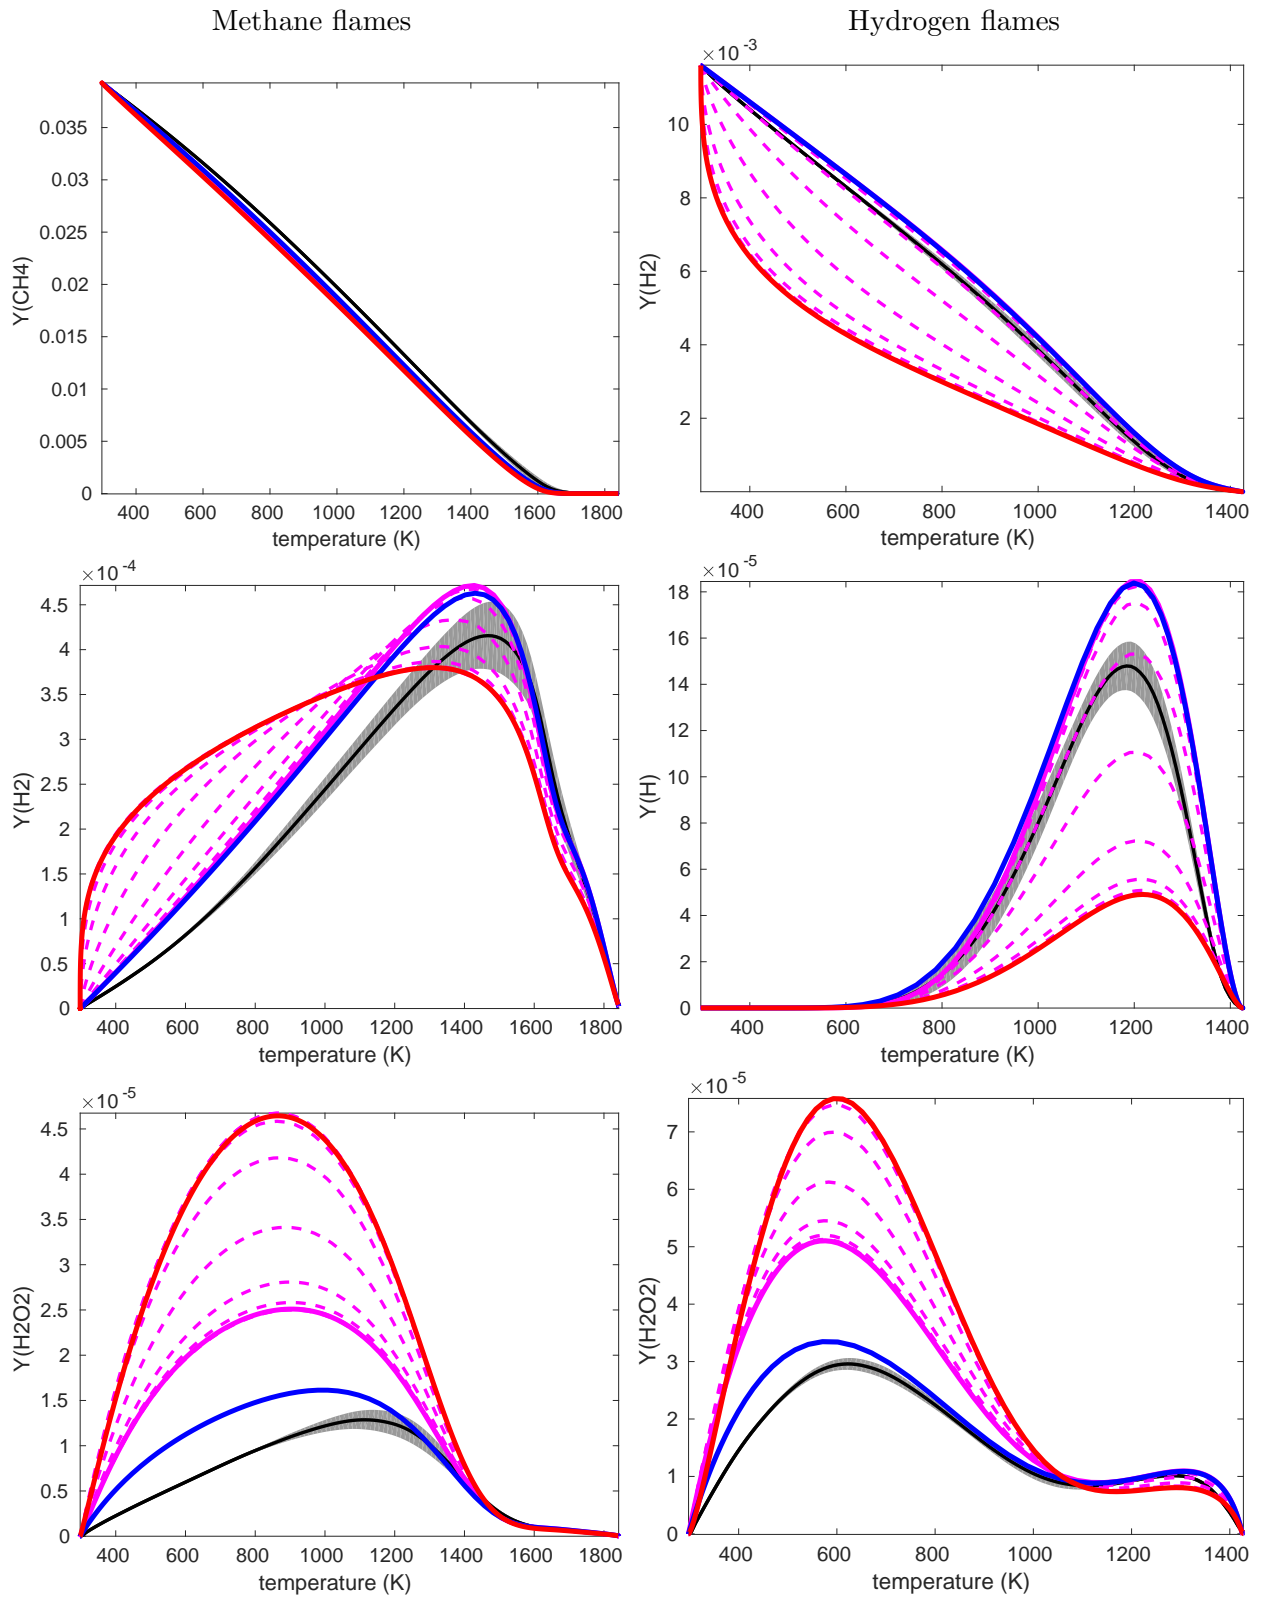 Methane flames
Hydrogen flames
Y(CH4)
0.035
0.03
0.025
0.02
0.015
0.01
0.005
0
400 600 800 1000 1200 1400 1600 1800
temperature (K)
×10 -3
Y(H2)
10
8
6
4
2
400 600 800 1000 1200 1400
temperature (K)
×10 -4
Y(H2)
4.5
4
3.5
3
2.5
2
1.5
1
0.5
0
400 600 800 1000 1200 1400 1600 1800
temperature (K)
×10 -5
Y(H)
18
16
14
12
10
8
6
4
2
0
400 600 800 1000 1200 1400
temperature (K)
×10 -5
Y(H2O2)
4.5
4
3.5
3
2.5
2
1.5
1
0.5
0
400 600 800 1000 1200 1400 1600 1800
temperature (K)
×10 -5
Y(H2O2)
7
6
5
4
3
2
1
0
400 600 800 1000 1200 1400
temperature (K)